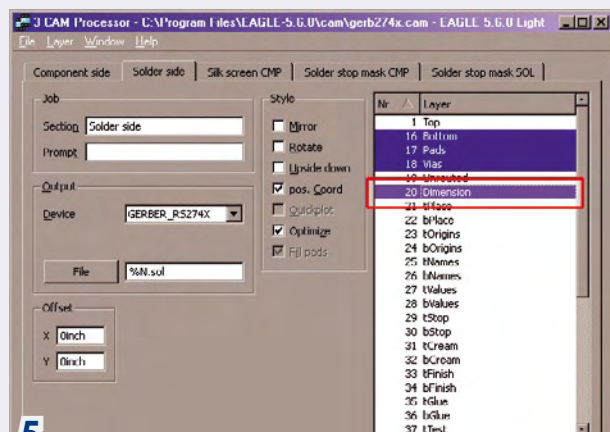 3 CAM Processor - C:\Program Files\EAGLE-5.6.0\cam\gerb274x.cam - EAGLE 5.6.0 Light
File Layer Window Help
Component side Solder side Silk screen CMP Solder stop mask CMP Solder stop mask SOL
Job
Section Solder side
Prompt
Output
Device GERBER_RS274X
File %N.sol
Offset
X 0inch
Y 0inch
Style
Mirror
Rotate
Upside down
pos. Coord
Quickplot
Optimize
Fill pads
Nr Layer
1 Top
16 Bottom
17 Pads
18 Vias
19 Unrouted
20 Dimension
21 tPlace
22 bPlace
23 tOrigins
24 bOrigins
25 tNames
26 bNames
27 tValues
28 bValues
29 tStop
30 bStop
31 tCream
32 bCream
33 tFinish
34 bFinish
35 tGlue
36 bGlue
37 tTest
5